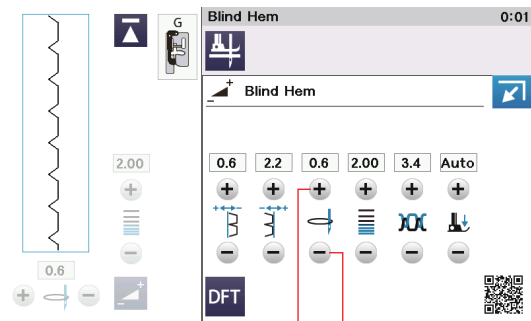 G
2.00
0.6
Blind Hem 0:01
Blind Hem
0.6 2.2 0.6 2.00 3.4 Auto
DFT